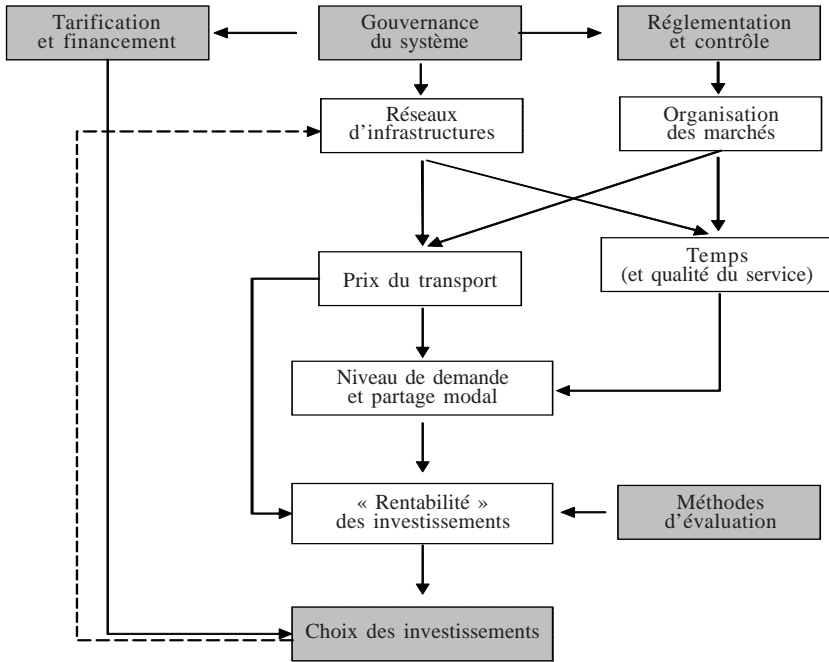 Tarification
et financement
Gouvernance
du système
Réglementation
et contrôle
Réseaux
d'infrastructures
Organisation
des marchés
Prix du transport
Temps
(et qualité du service)
Niveau de demande
et partage modal
« Rentabilité »
des investissements
Méthodes
d'évaluation
Choix des investissements